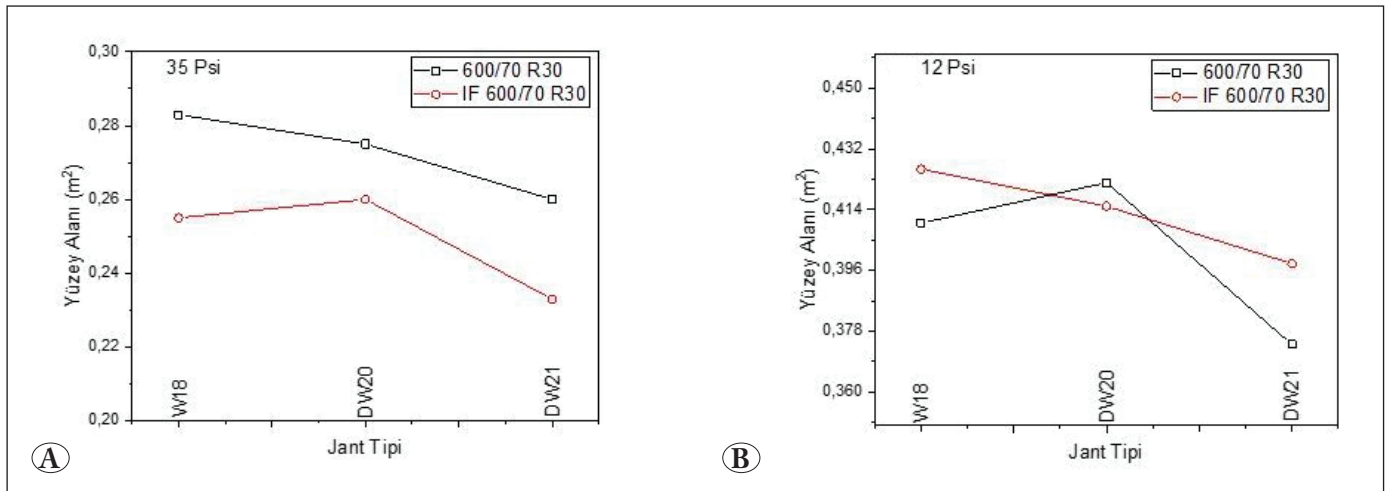 35 Psi
600/70 R30
IF 600/70 R30
0,30
0,28
0,26
0,24
0,22
0,20
Yüzey Alanı (m²)
W18
DW20
DW21
Jant Tipi
A
12 Psi
600/70 R30
IF 600/70 R30
0,450
0,432
0,414
0,396
0,378
0,360
Yüzey Alanı (m²)
W18
DW20
DW21
Jant Tipi
B